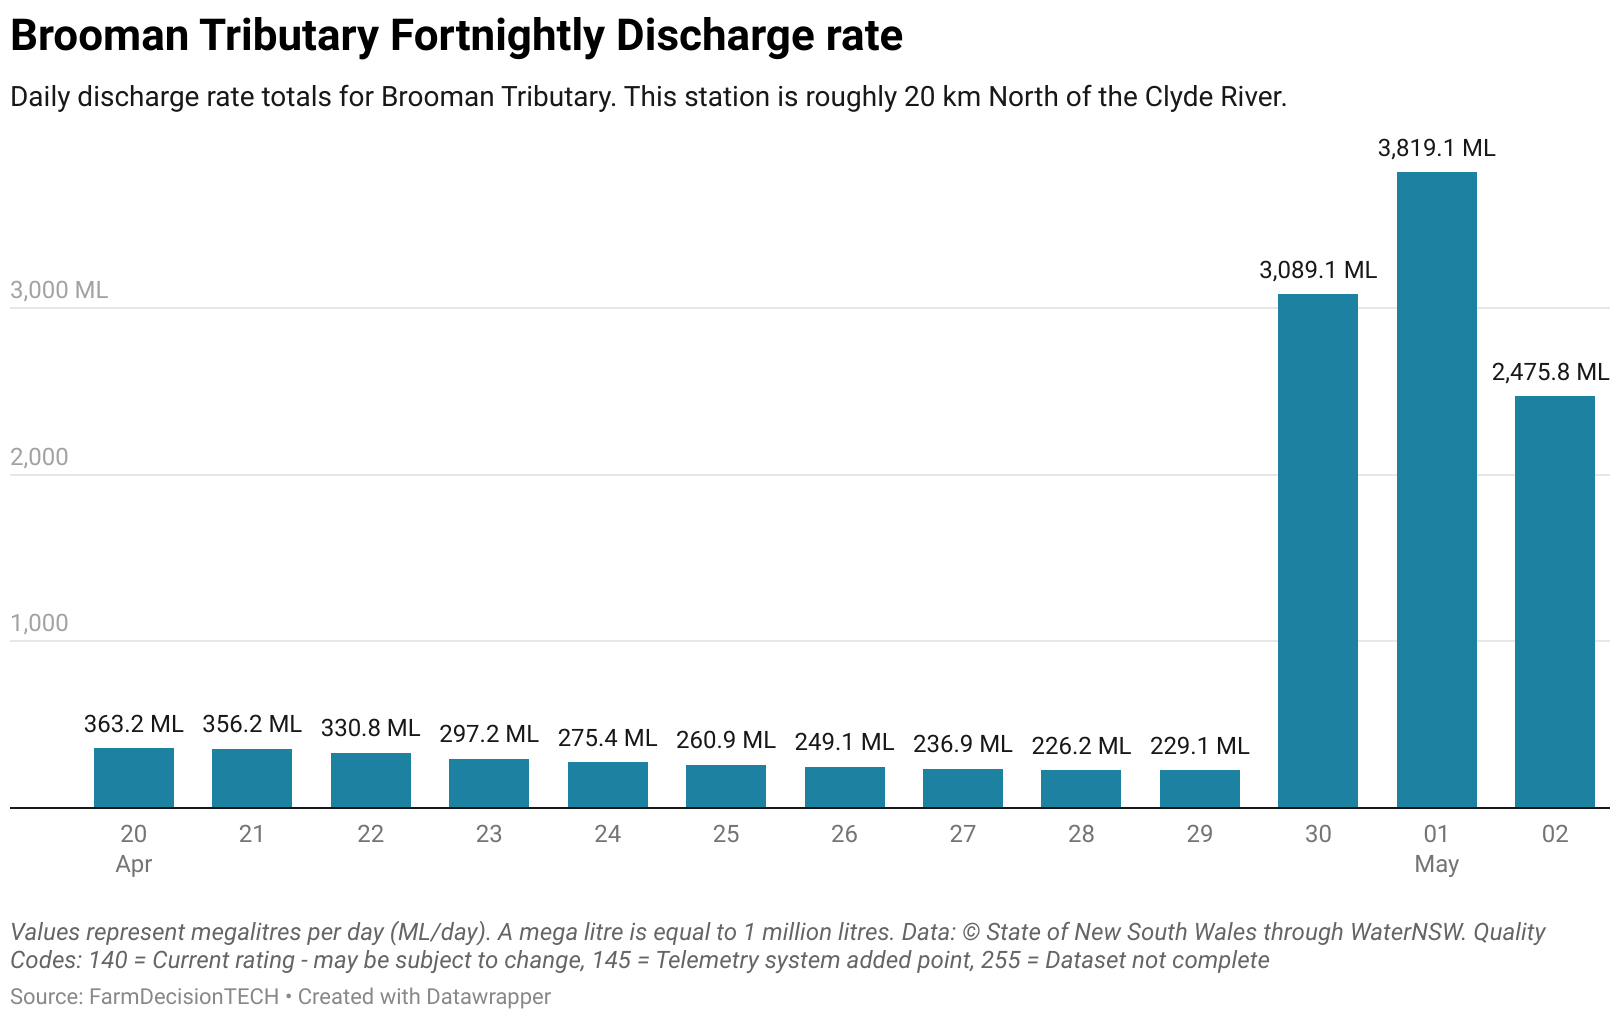 Brooman Tributary Fortnightly Discharge rate
Daily discharge rate totals for Brooman Tributary. This station is roughly 20 km North of the Clyde River.
3,819.1 ML
3,089.1 ML
3,000 ML
2,475.8 ML
2,000
1,000
363.2 ML 356.2 ML 330.8 ML 297.2 ML 275.4 ML 260.9 ML 249.1 ML 236.9 ML 226.2 ML 229.1 ML
20 21 22 23 24 25 26 27 28 29 30 01 02
Apr May
Values represent megalitres per day (ML/day). A mega litre is equal to 1 million litres. Data: © State of New South Wales through WaterNSW. Quality
Codes: 140 = Current rating - may be subject to change, 145 = Telemetry system added point, 255 = Dataset not complete
Source: FarmDecisionTECH • Created with Datawrapper